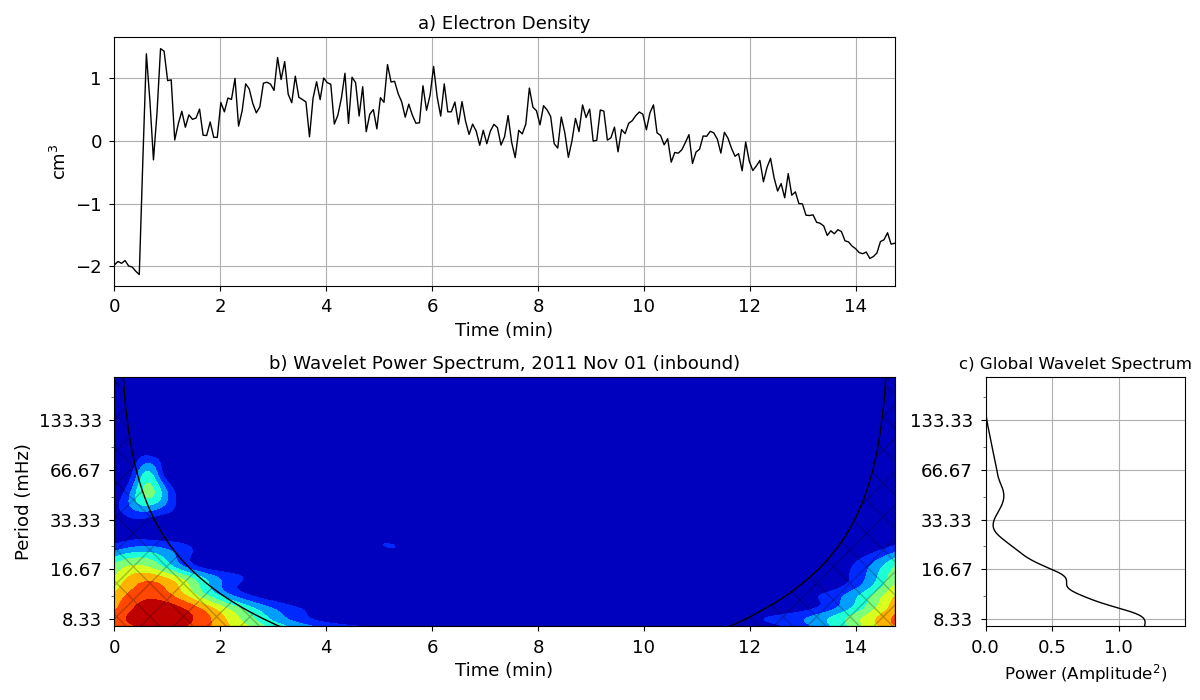 a) Electron Density
1
0
−1
−2
cm³
0 2 4 6 8 10 12 14
Time (min)
b) Wavelet Power Spectrum, 2011 Nov 01 (inbound)
133.33
66.67
33.33
16.67
8.33
Period (mHz)
0 2 4 6 8 10 12 14
Time (min)
c) Global Wavelet Spectrum
133.33
66.67
33.33
16.67
8.33
0.0 0.5 1.0
Power (Amplitude²)